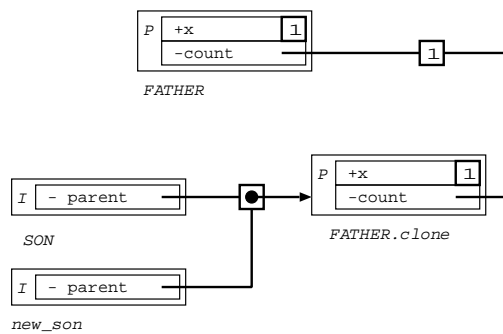 P +x 1
-count 1
FATHER
P +x 1
I - parent -count
SON FATHER.clone
I - parent
new_son